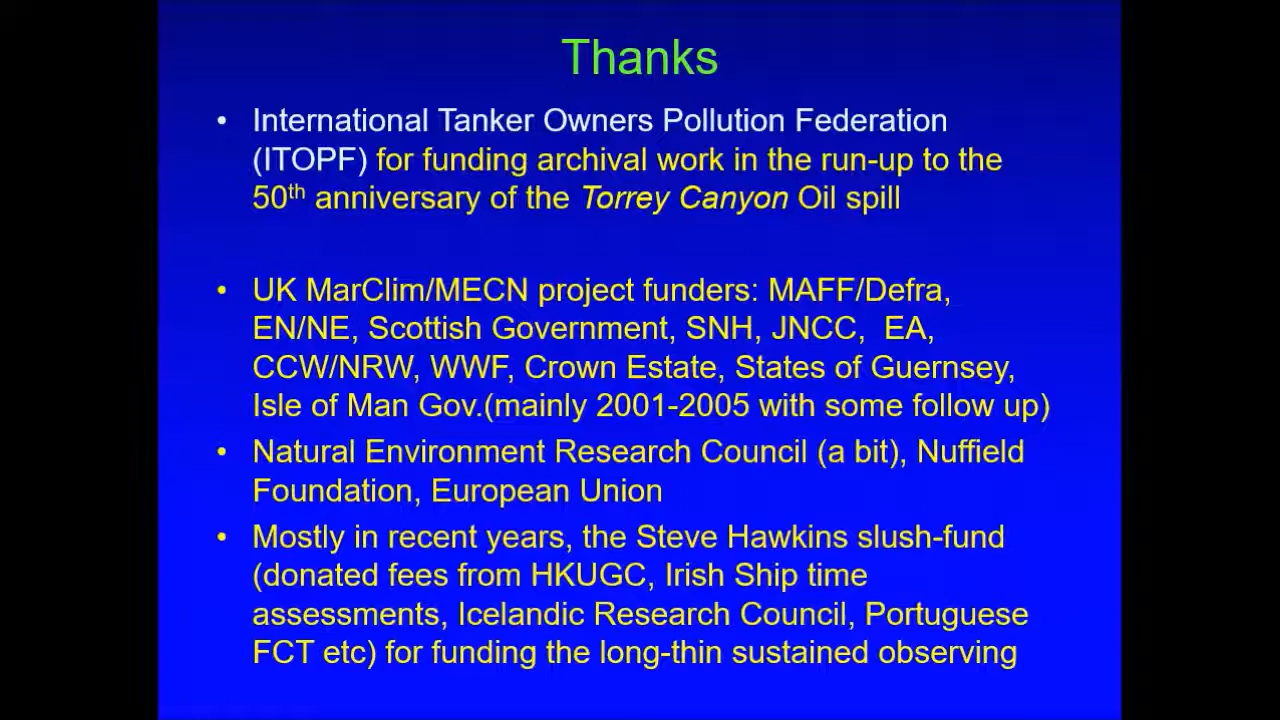 Thanks
• International Tanker Owners Pollution Federation
(ITOPF) for funding archival work in the run-up to the
50th anniversary of the Torrey Canyon Oil spill
• UK MarClim/MECN project funders: MAFF/Defra,
EN/NE, Scottish Government, SNH, JNCC,  EA,
CCW/NRW, WWF, Crown Estate, States of Guernsey,
Isle of Man Gov.(mainly 2001-2005 with some follow up)
• Natural Environment Research Council (a bit), Nuffield
Foundation, European Union
• Mostly in recent years, the Steve Hawkins slush-fund
(donated fees from HKUGC, Irish Ship time
assessments, Icelandic Research Council, Portuguese
FCT etc) for funding the long-thin sustained observing